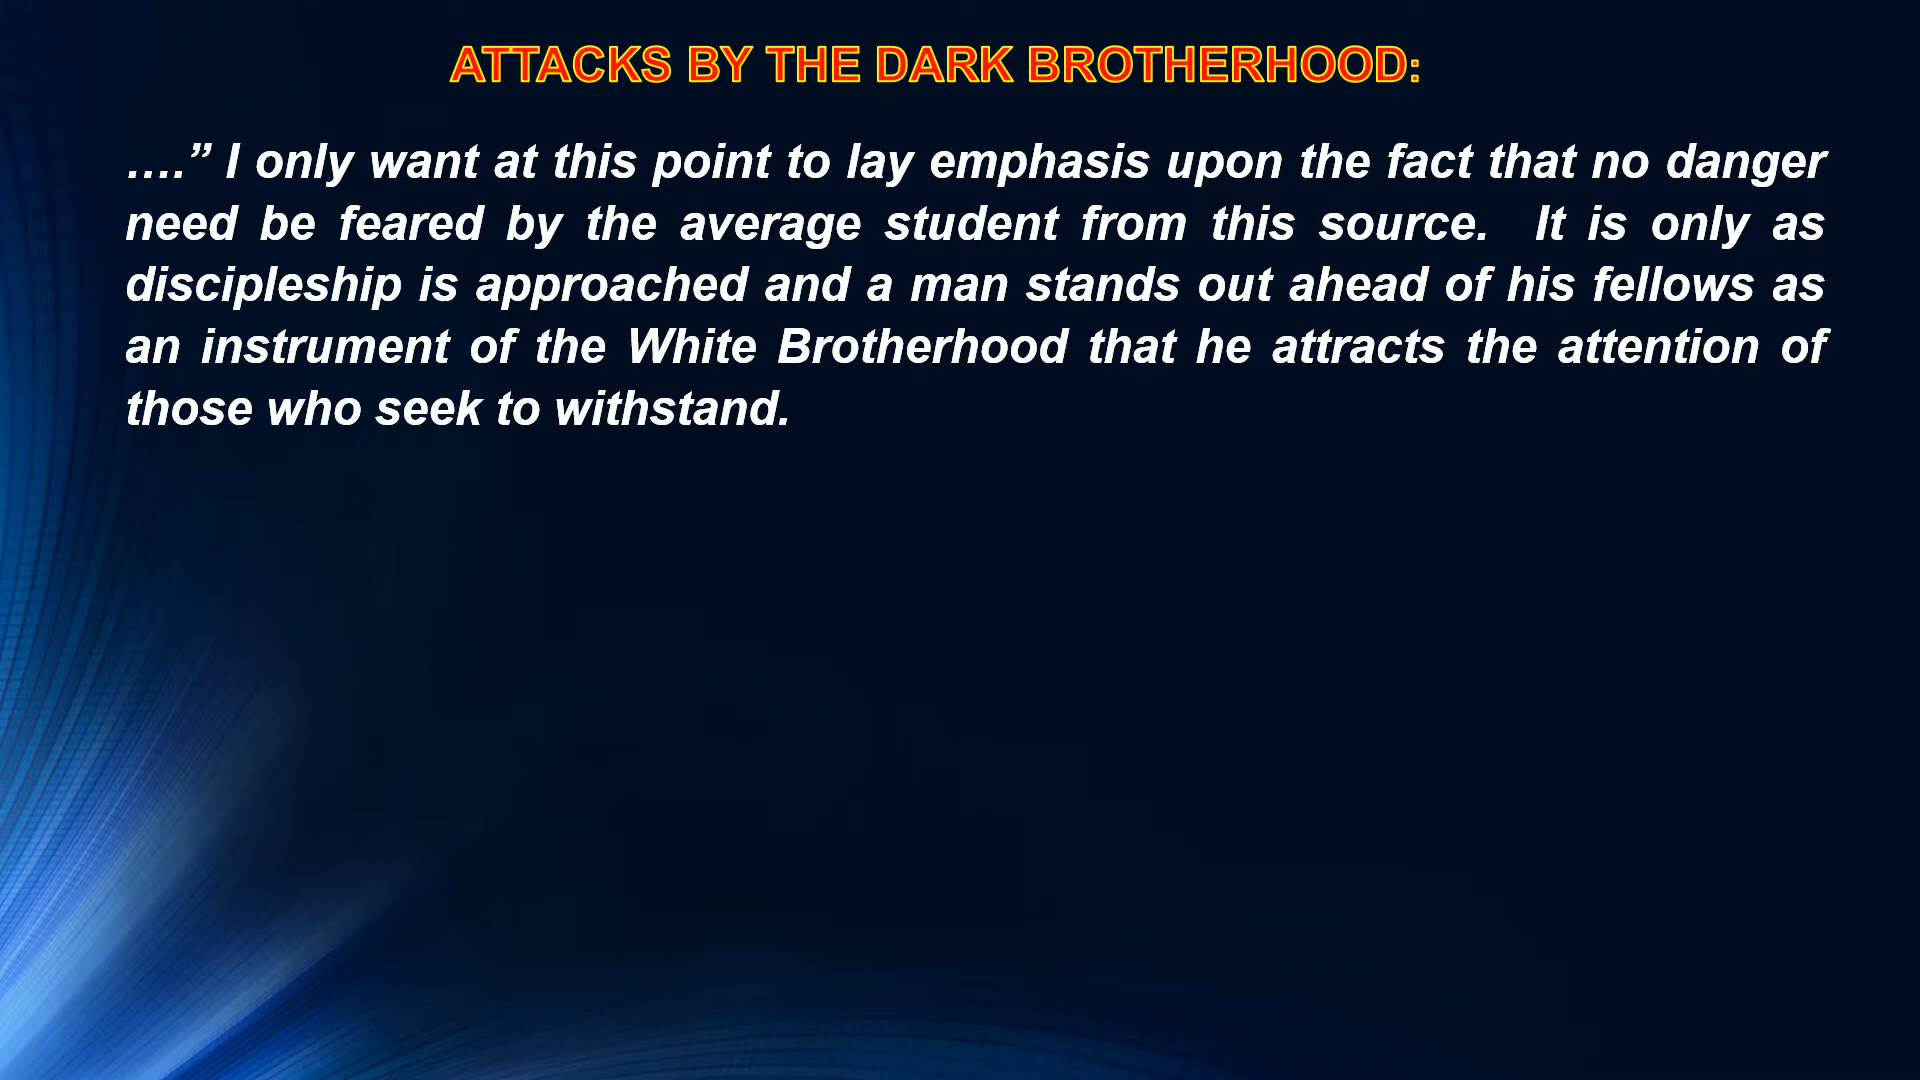 ATTACKS BY THE DARK BROTHERHOOD:
….” I only want at this point to lay emphasis upon the fact that no danger
need be feared by the average student from this source.  It is only as
discipleship is approached and a man stands out ahead of his fellows as
an instrument of the White Brotherhood that he attracts the attention of
those who seek to withstand.